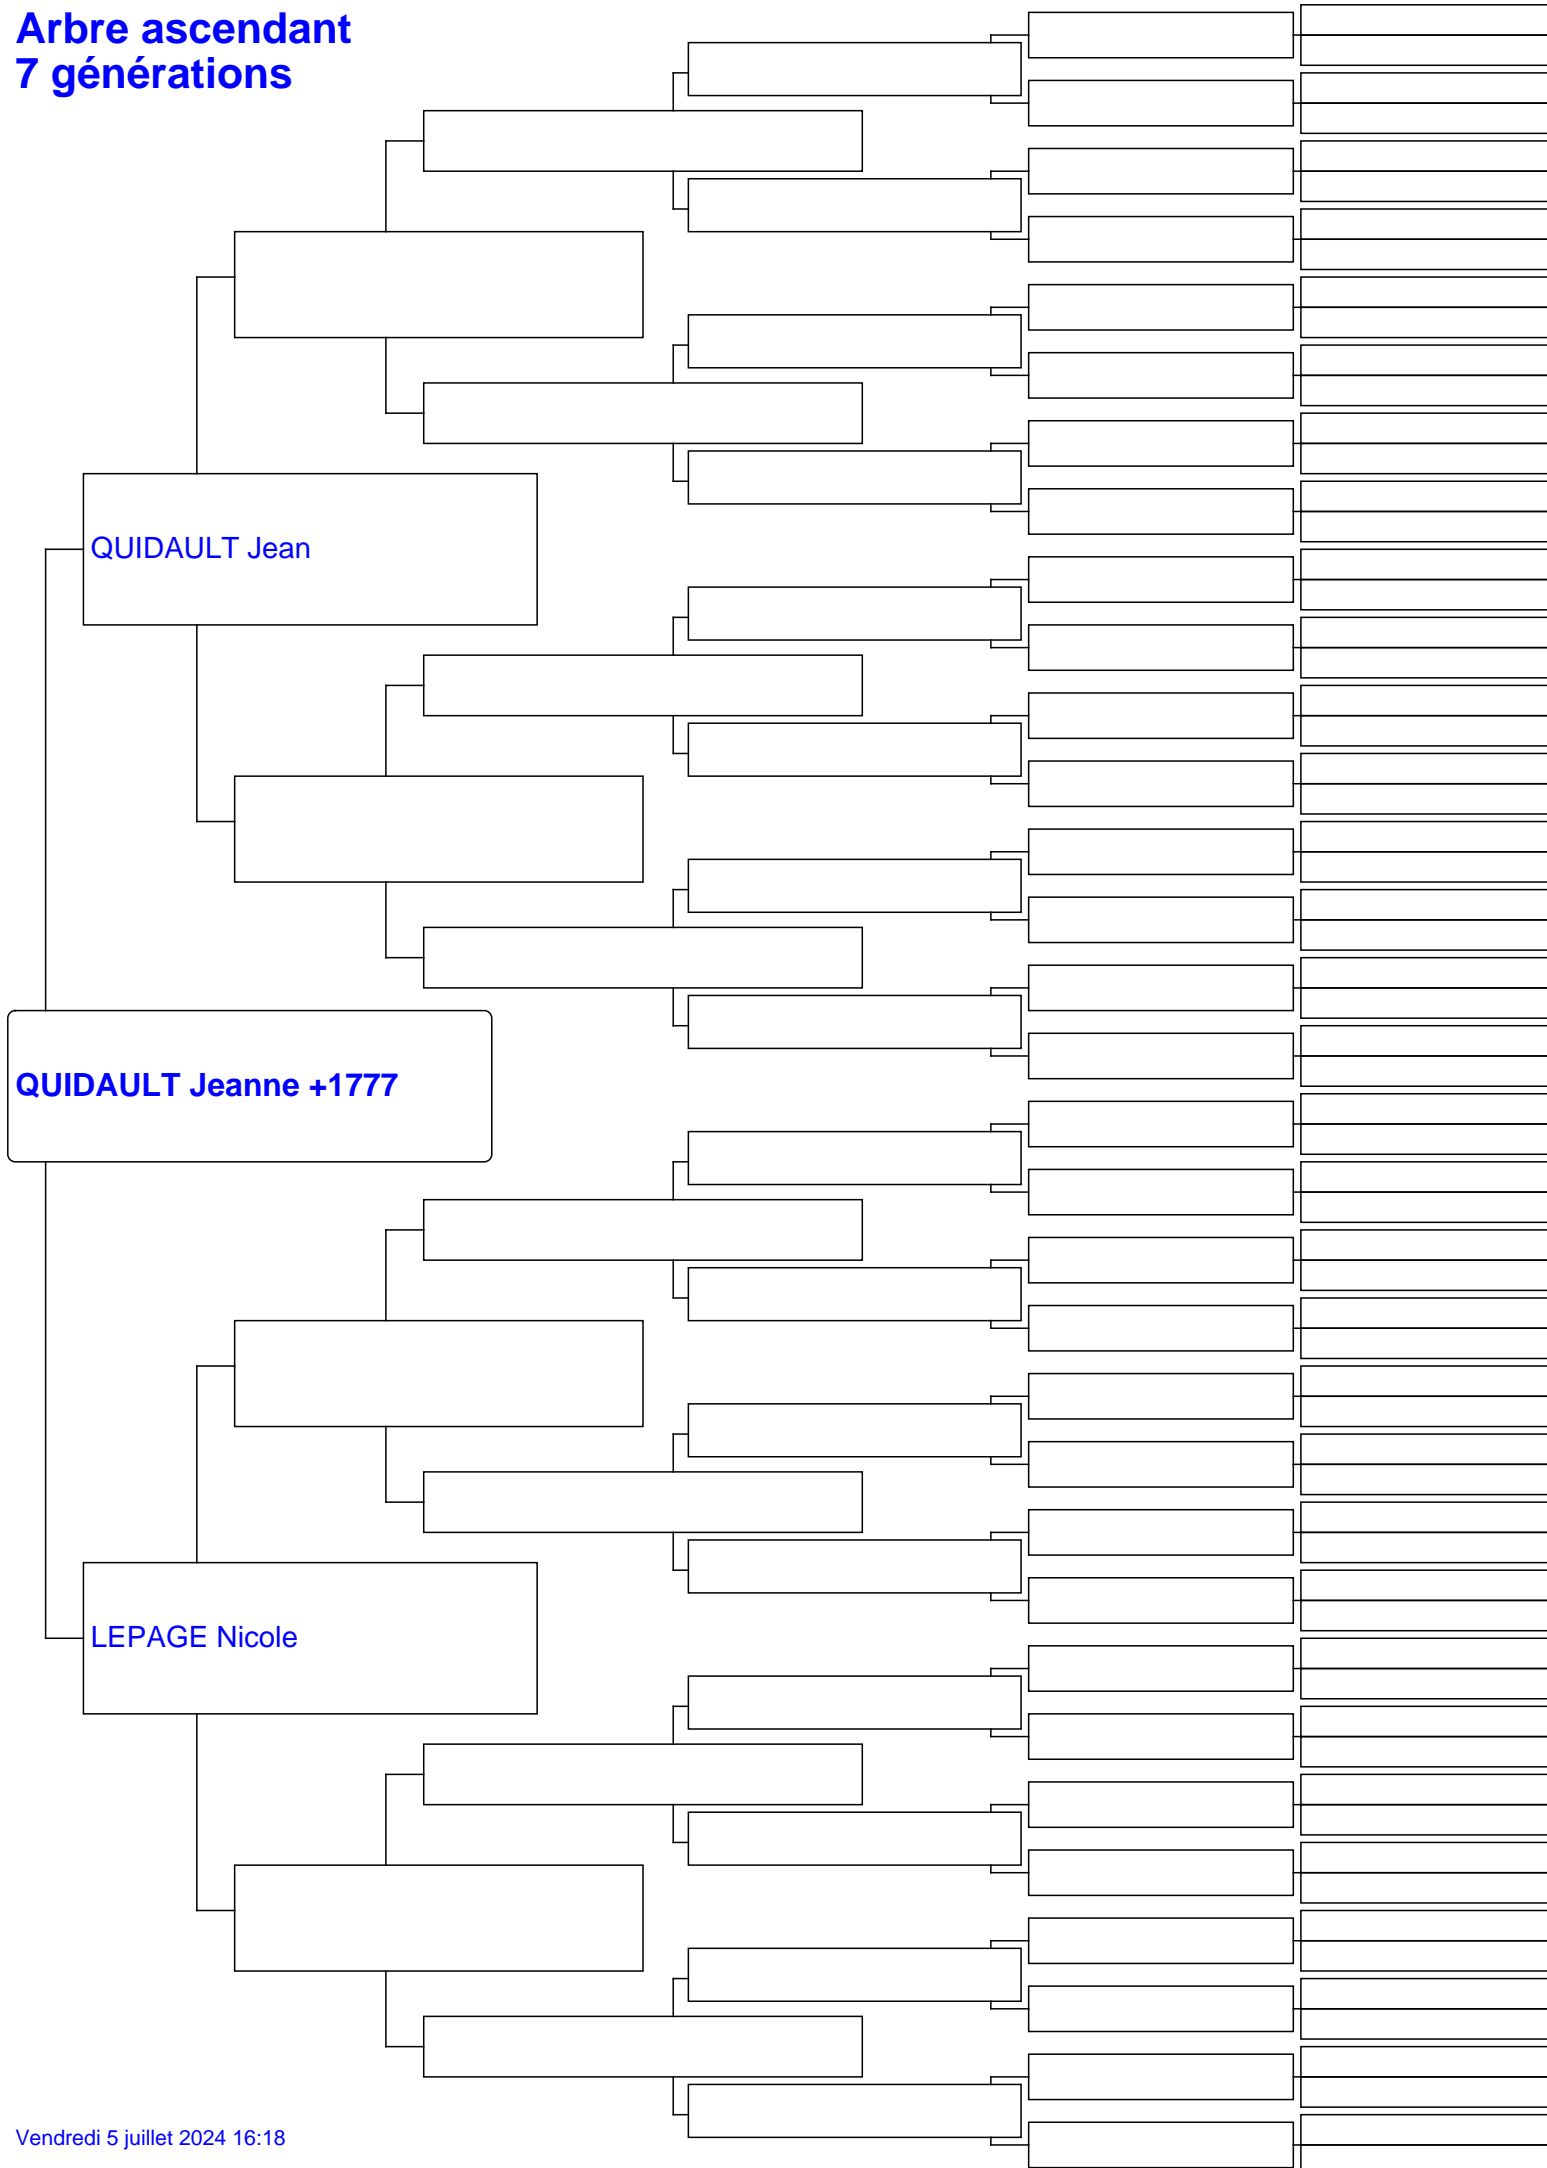 Arbre ascendant
7 générations
QUIDAULT Jean
QUIDAULT Jeanne +1777
LEPAGE Nicole
Vendredi 5 juillet 2024 16:18